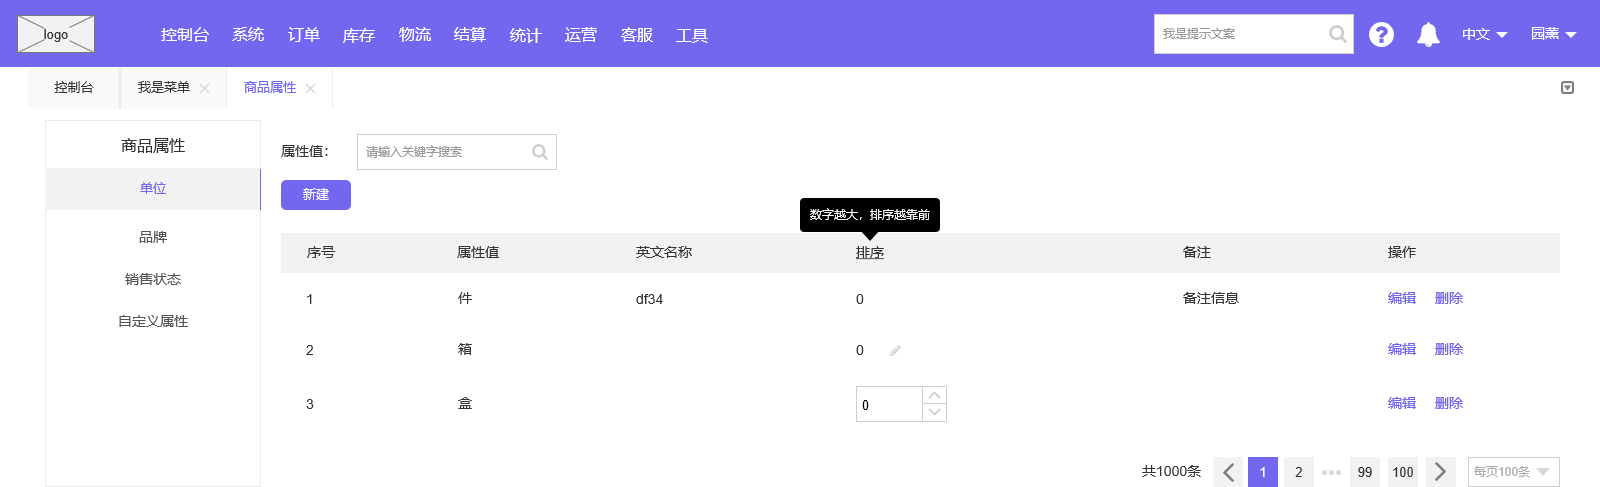 logo 控制台 系统 订单 库存 物流 结算 统计 运营 客服 工具 我是提示文案 中文 园薰
控制台 我是菜单 商品属性
商品属性
单位
品牌
销售状态
自定义属性
属性值： 请输入关键字搜索
新建
数字越大，排序越靠前
序号 属性值 英文名称 排序 备注 操作
1 件 df34 0 备注信息 编辑 删除
2 箱 0 编辑 删除
3 盒 0 编辑 删除
共1000条 1 2 99 100 每页100条